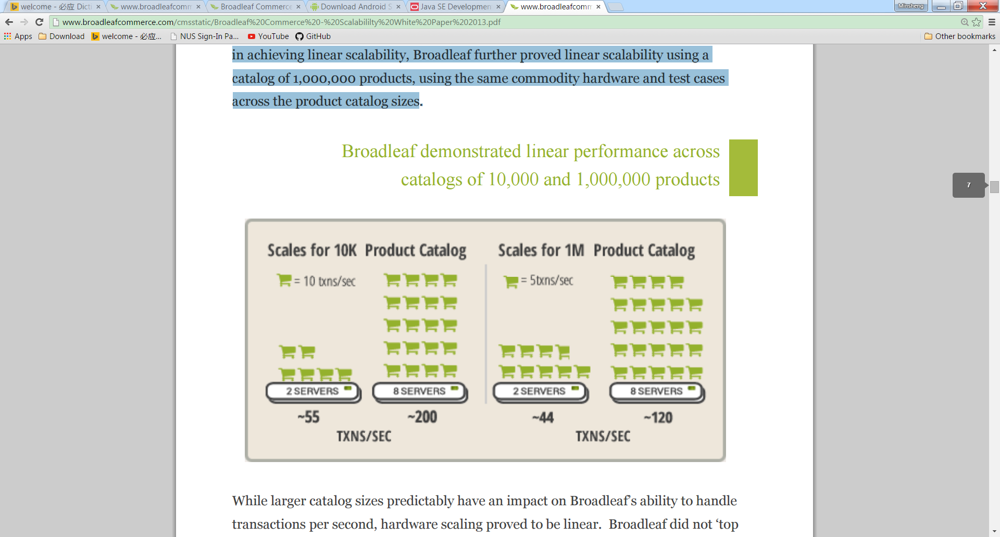 welcome - 必应 Dicti
www.broadleafcomm
Broadleaf Commerce
Download Android S
Java SE Developmen
www.broadleafcomm
Minsheng
www.broadleafcommerce.com/cmsstatic/Broadleaf%20Commerce%20-%20Scalabililty%20White%20Paper%202013.pdf
Apps
Download
welcome - 必应...
NUS Sign-In Pa...
YouTube
GitHub
Other bookmarks
in achieving linear scalability, Broadleaf further proved linear scalability using a
catalog of 1,000,000 products, using the same commodity hardware and test cases
across the product catalog sizes.
Broadleaf demonstrated linear performance across
catalogs of 10,000 and 1,000,000 products
7
Scales for 10K Product Catalog
= 10 txns/sec
2 SERVERS
8 SERVERS
~55
~200
TXNS/SEC
Scales for 1M Product Catalog
= 5txns/sec
2 SERVERS
8 SERVERS
~44
~120
TXNS/SEC
While larger catalog sizes predictably have an impact on Broadleaf’s ability to handle
transactions per second, hardware scaling proved to be linear. Broadleaf did not ‘top